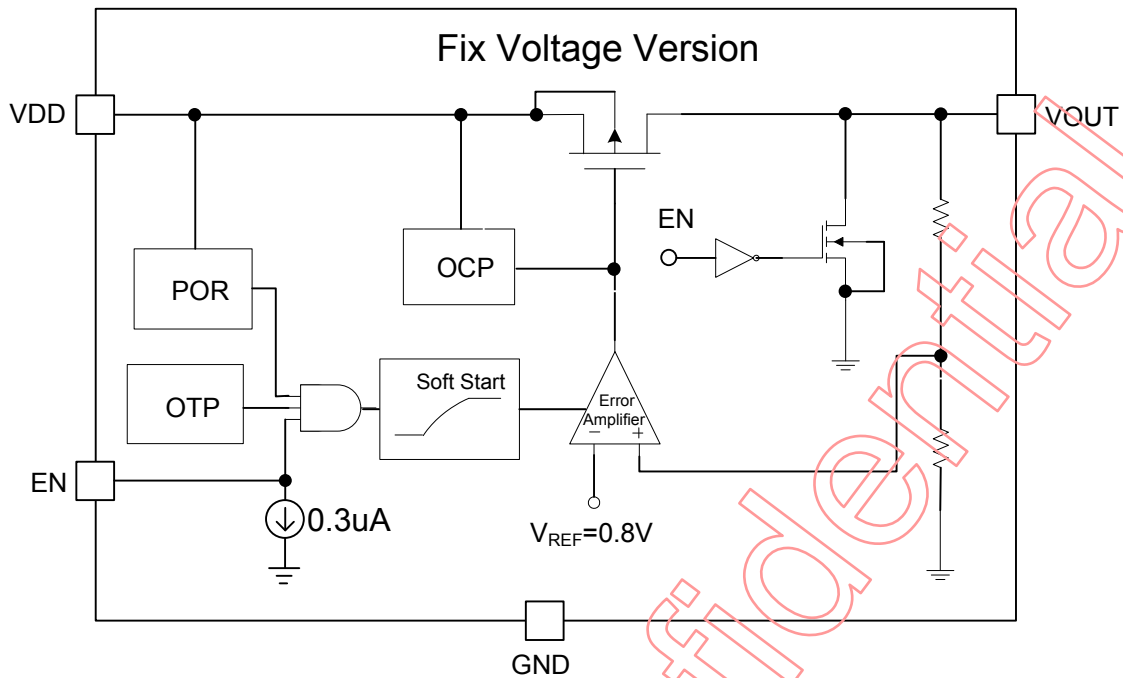 Fix Voltage Version
VDD
VOUT
EN
POR
OCP
OTP
Soft Start
Error
Amplifier
− +
EN
0.3uA
VREF=0.8V
GND
fidential